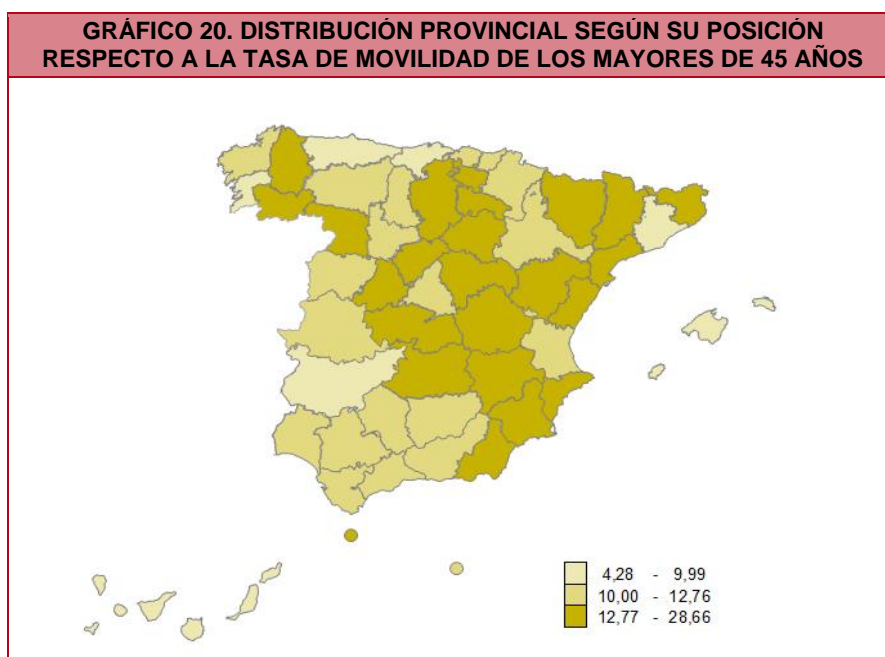 GRÁFICO 20. DISTRIBUCIÓN PROVINCIAL SEGÚN SU POSICIÓN
RESPECTO A LA TASA DE MOVILIDAD DE LOS MAYORES DE 45 AÑOS
4,28 - 9,99
10,00 - 12,76
12,77 - 28,66